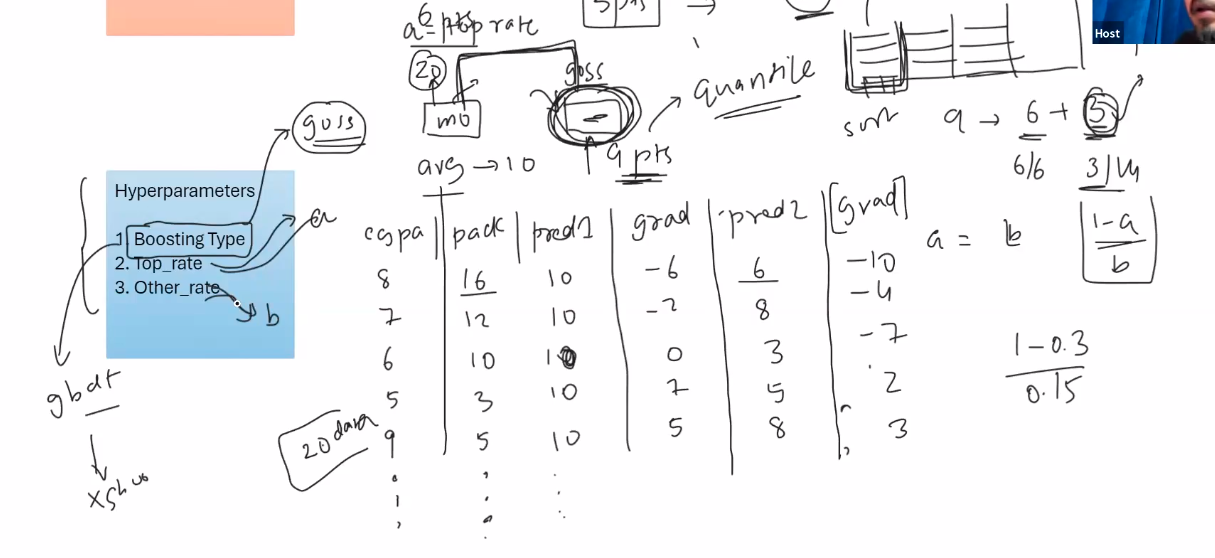 5 pts
Host
a = 6 pts top rate
20
goss
m0
quantile
sort
9 → 6 + 3
6/6
3/14
avg → 10
9 pts
goss
Hyperparameters
1. Boosting Type
2. Top_rate
3. Other_rate
a
b
gbdt
cgpa | pack | pred1 | grad | pred2 | [grad]
8 16 10 -6 6 -10
7 12 10 -2 8 -4
6 10 10 0 3 -7
5 3 10 7 5 2
9 5 10 5 8 3
20 data
a = b
1-a
b
1-0.3
0.15